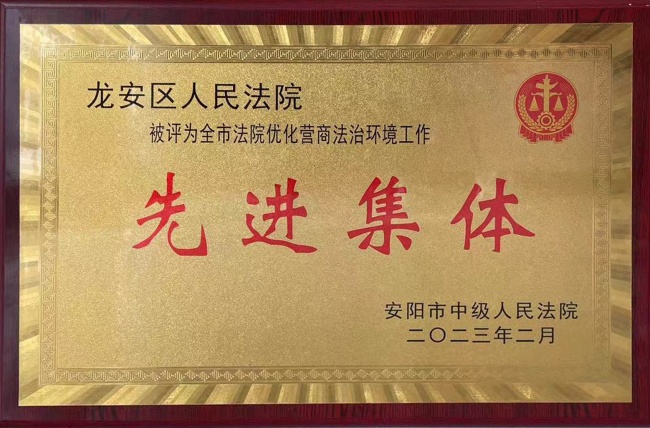 龙安区人民法院
被评为全市法院优化营商法治环境工作
先进集体
安阳市中级人民法院
二〇二三年二月